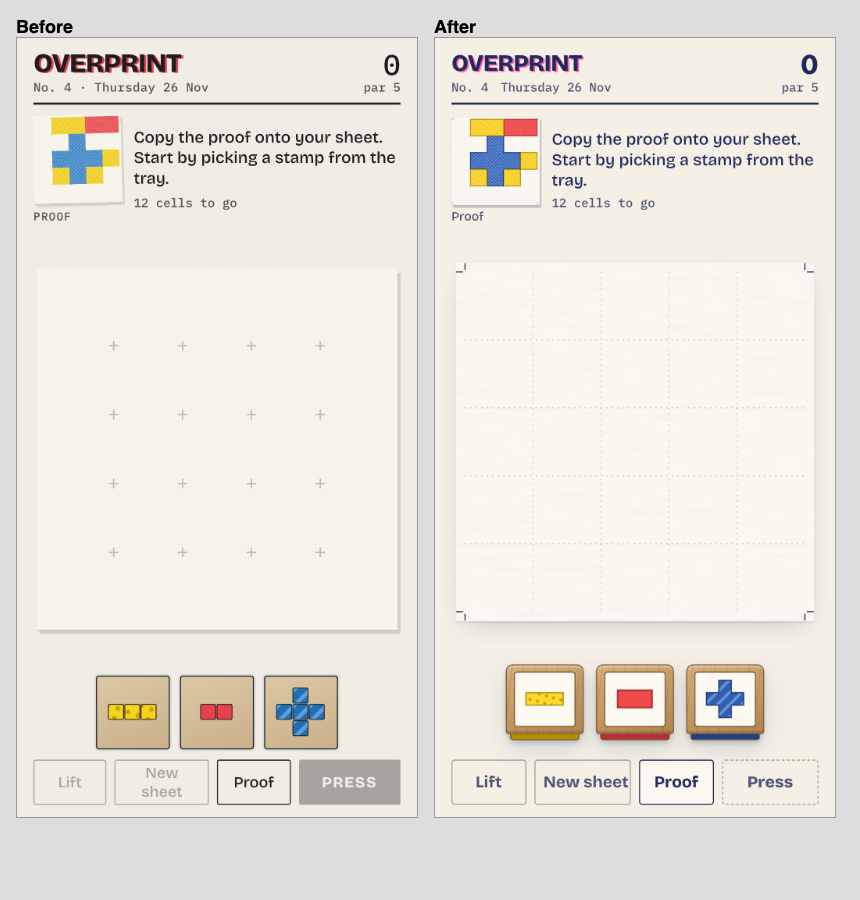 Before
OVERPRINT
0
No. 4 · Thursday 26 Nov
par 5
Copy the proof onto your sheet.
Start by picking a stamp from the
tray.
12 cells to go
PROOF
Lift
New
sheet
Proof
PRESS
After
OVERPRINT
0
No. 4 Thursday 26 Nov
par 5
Copy the proof onto your sheet.
Start by picking a stamp from the
tray.
12 cells to go
Proof
Lift
New sheet
Proof
Press